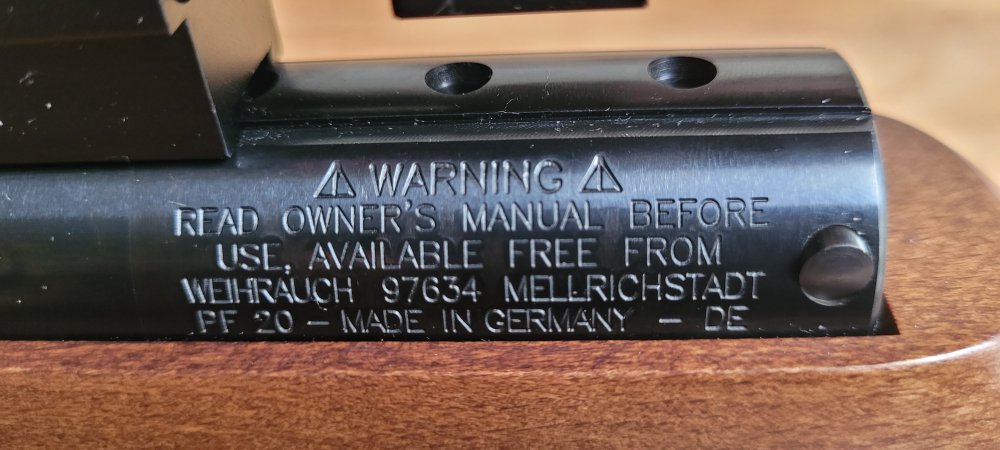 ⚠ WARNING ⚠
READ OWNER'S MANUAL BEFORE
USE, AVAILABLE FREE FROM
WEIHRAUCH 97634 MELLRICHSTADT
PF 20 – MADE IN GERMANY – DE